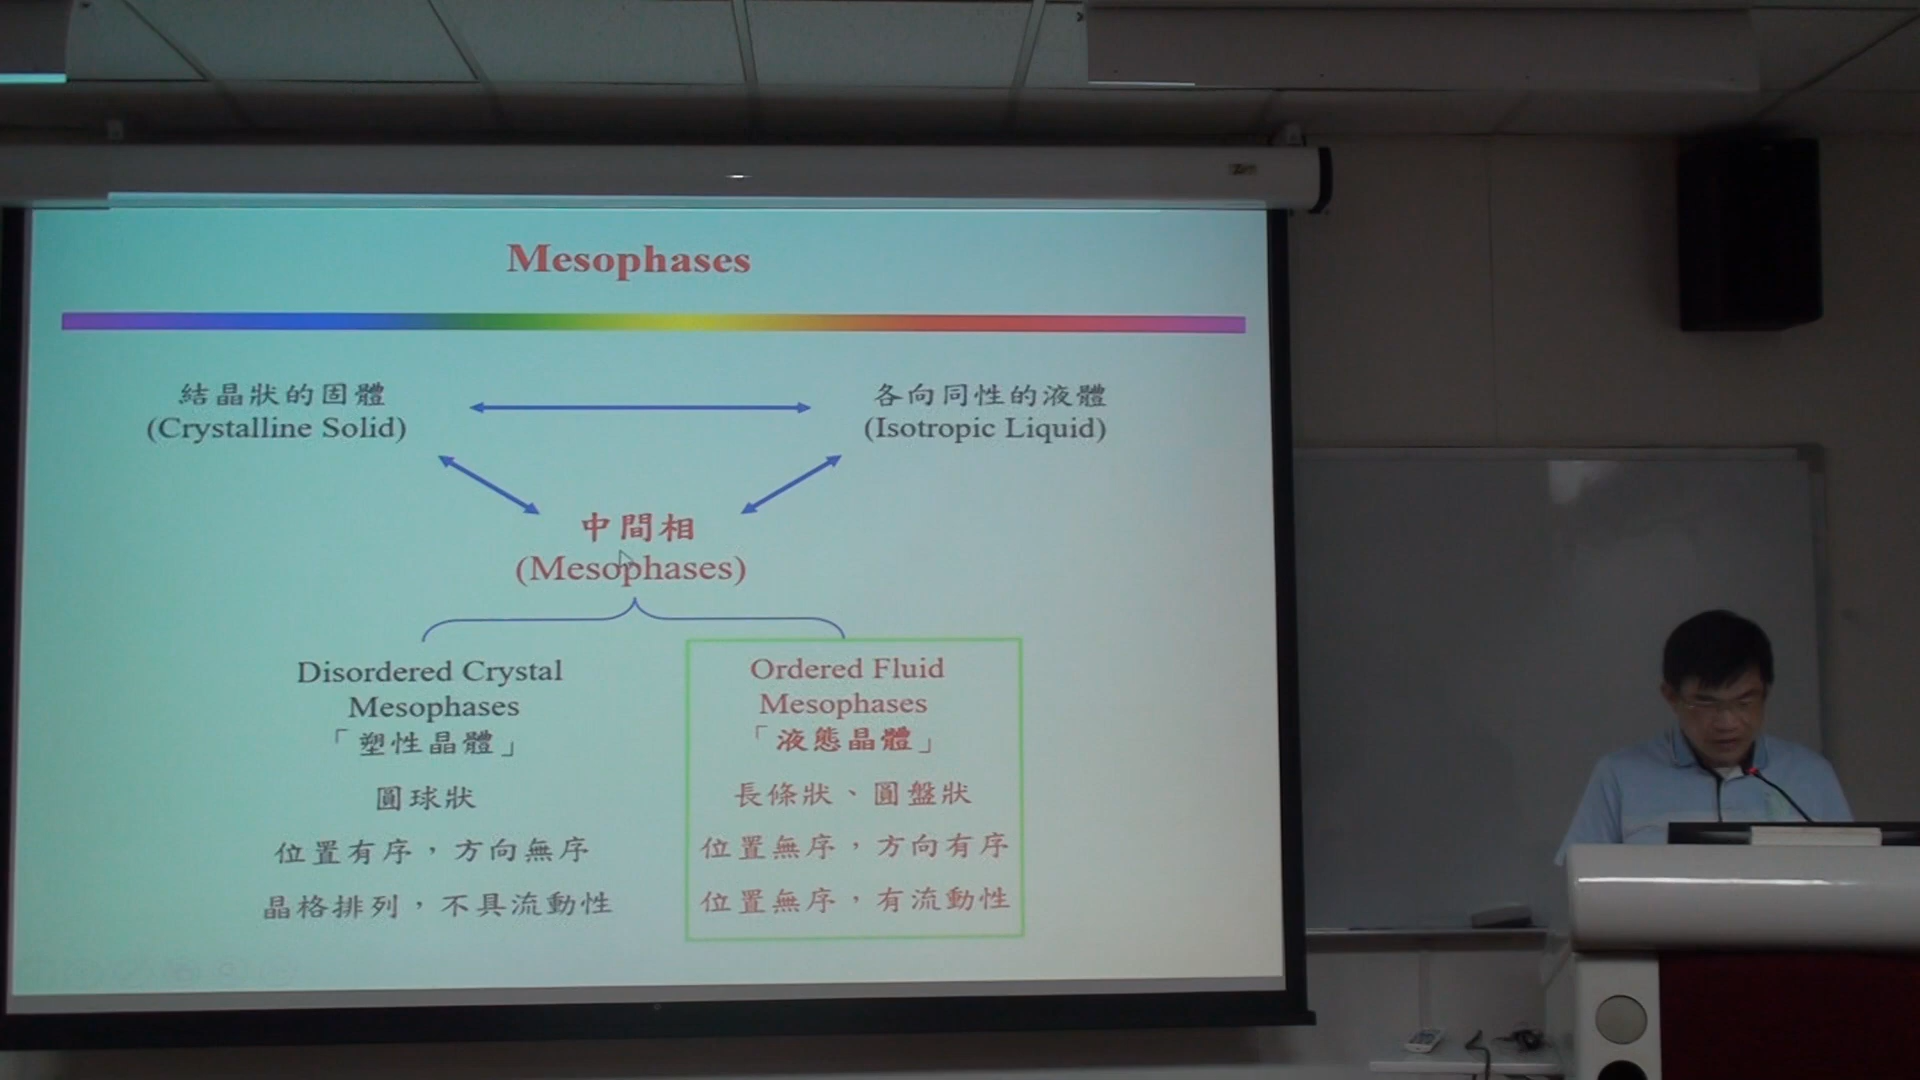 Mesophases
結晶狀的固體
(Crystalline Solid)
各向同性的液體
(Isotropic Liquid)
中間相
(Mesophases)
Disordered Crystal
Mesophases
「塑性晶體」
圓球狀
位置有序，方向無序
晶格排列，不具流動性
Ordered Fluid
Mesophases
「液態晶體」
長條狀、圓盤狀
位置無序，方向有序
位置無序，有流動性